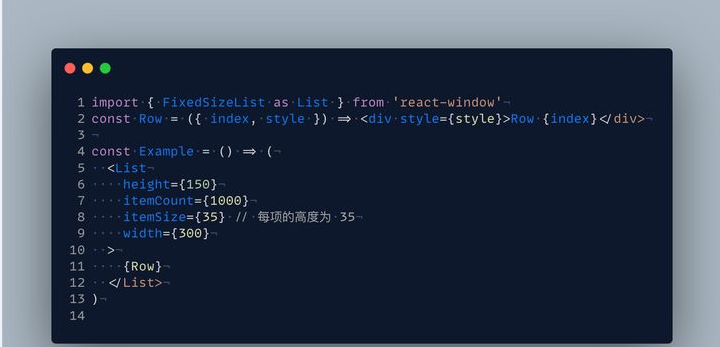 1 import { FixedSizeList as List } from 'react-window'
2 const Row = ({ index, style }) => <div style={style}>Row {index}</div>
3
4 const Example = () => (
5   <List
6     height={150}
7     itemCount={1000}
8     itemSize={35} // 每项的高度为 35
9     width={300}
10   >
11     {Row}
12   </List>
13 )
14